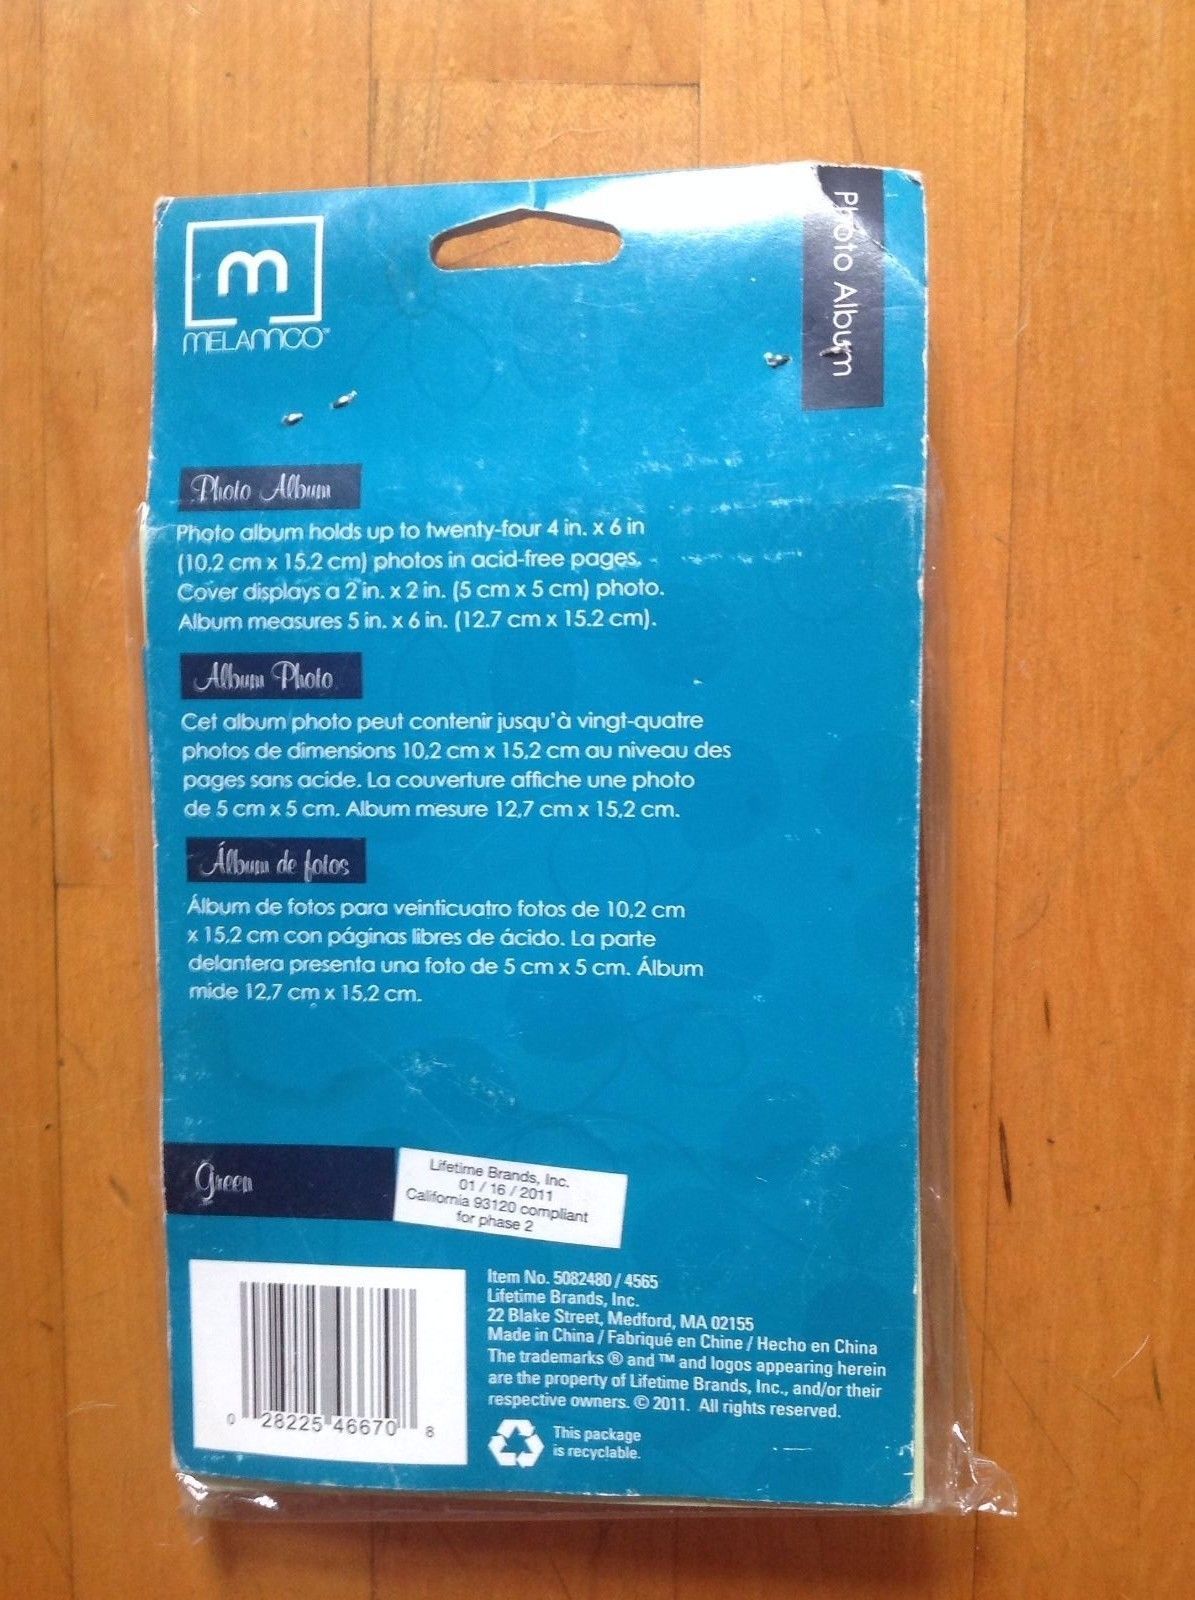 m
MELANNCO™
Photo Album
Photo Album
Photo album holds up to twenty-four 4 in. x 6 in
(10.2 cm x 15.2 cm) photos in acid-free pages.
Cover displays a 2 in. x 2 in. (5 cm x 5 cm) photo.
Album measures 5 in. x 6 in. (12.7 cm x 15.2 cm).
Album Photo
Cet album photo peut contenir jusqu'à vingt-quatre
photos de dimensions 10,2 cm x 15,2 cm au niveau des
pages sans acide. La couverture affiche une photo
de 5 cm x 5 cm. Album mesure 12,7 cm x 15,2 cm.
Álbum de fotos
Álbum de fotos para veinticuatro fotos de 10,2 cm
x 15,2 cm con páginas libres de ácido. La parte
delantera presenta una foto de 5 cm x 5 cm. Álbum
mide 12,7 cm x 15,2 cm.
Green
Lifetime Brands, Inc.
01 / 16 / 2011
California 93120 compliant
for phase 2
0 28225 46670 8
Item No. 5082480 / 4565
Lifetime Brands, Inc.
22 Blake Street, Medford, MA 02155
Made in China / Fabriqué en Chine / Hecho en China
The trademarks ® and ™ and logos appearing herein
are the property of Lifetime Brands, Inc., and/or their
respective owners. © 2011. All rights reserved.
This package
is recyclable.